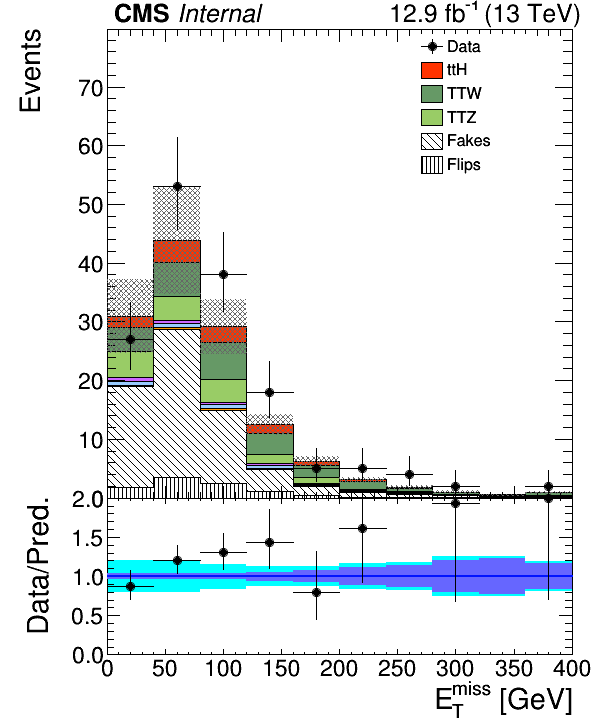 CMS Internal 12.9 fb⁻¹ (13 TeV)
Events
Data
ttH
TTW
TTZ
Fakes
Flips
70
60
50
40
30
20
10
2.0
1.5
1.0
0.5
0.0
Data/Pred.
0 50 100 150 200 250 300 350 400
E_T^miss [GeV]